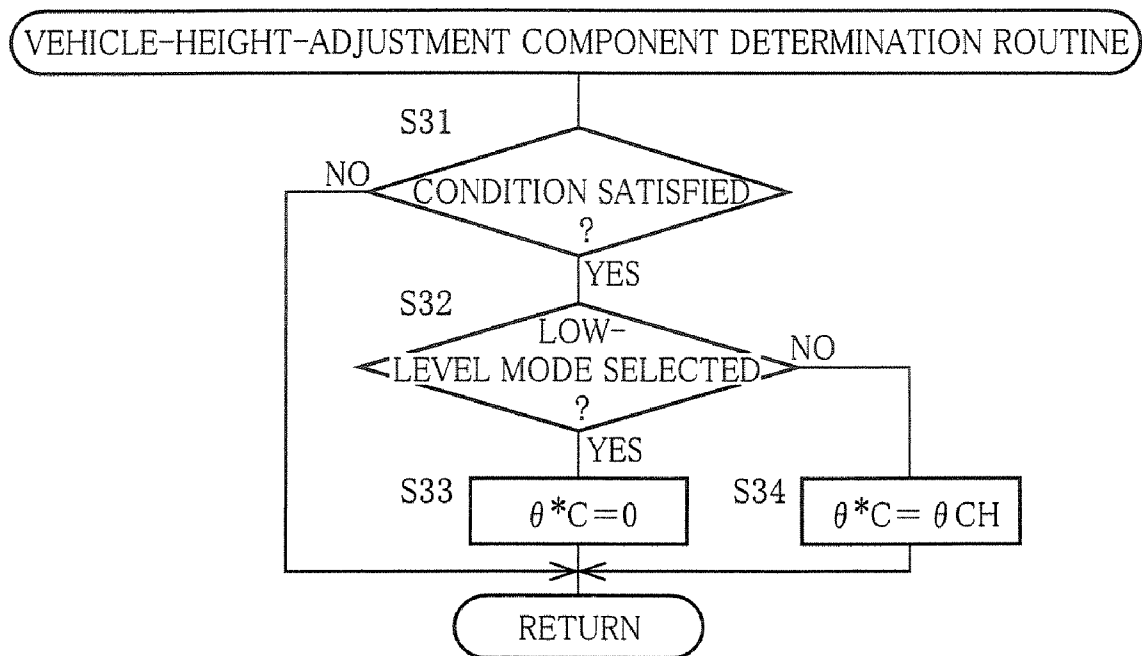 VEHICLE-HEIGHT-ADJUSTMENT COMPONENT DETERMINATION ROUTINE
S31
NO
CONDITION SATISFIED
?
YES
S32
LOW-
NO
LEVEL MODE SELECTED
?
YES
S33
θ*C=0
S34
θ*C= θCH
RETURN